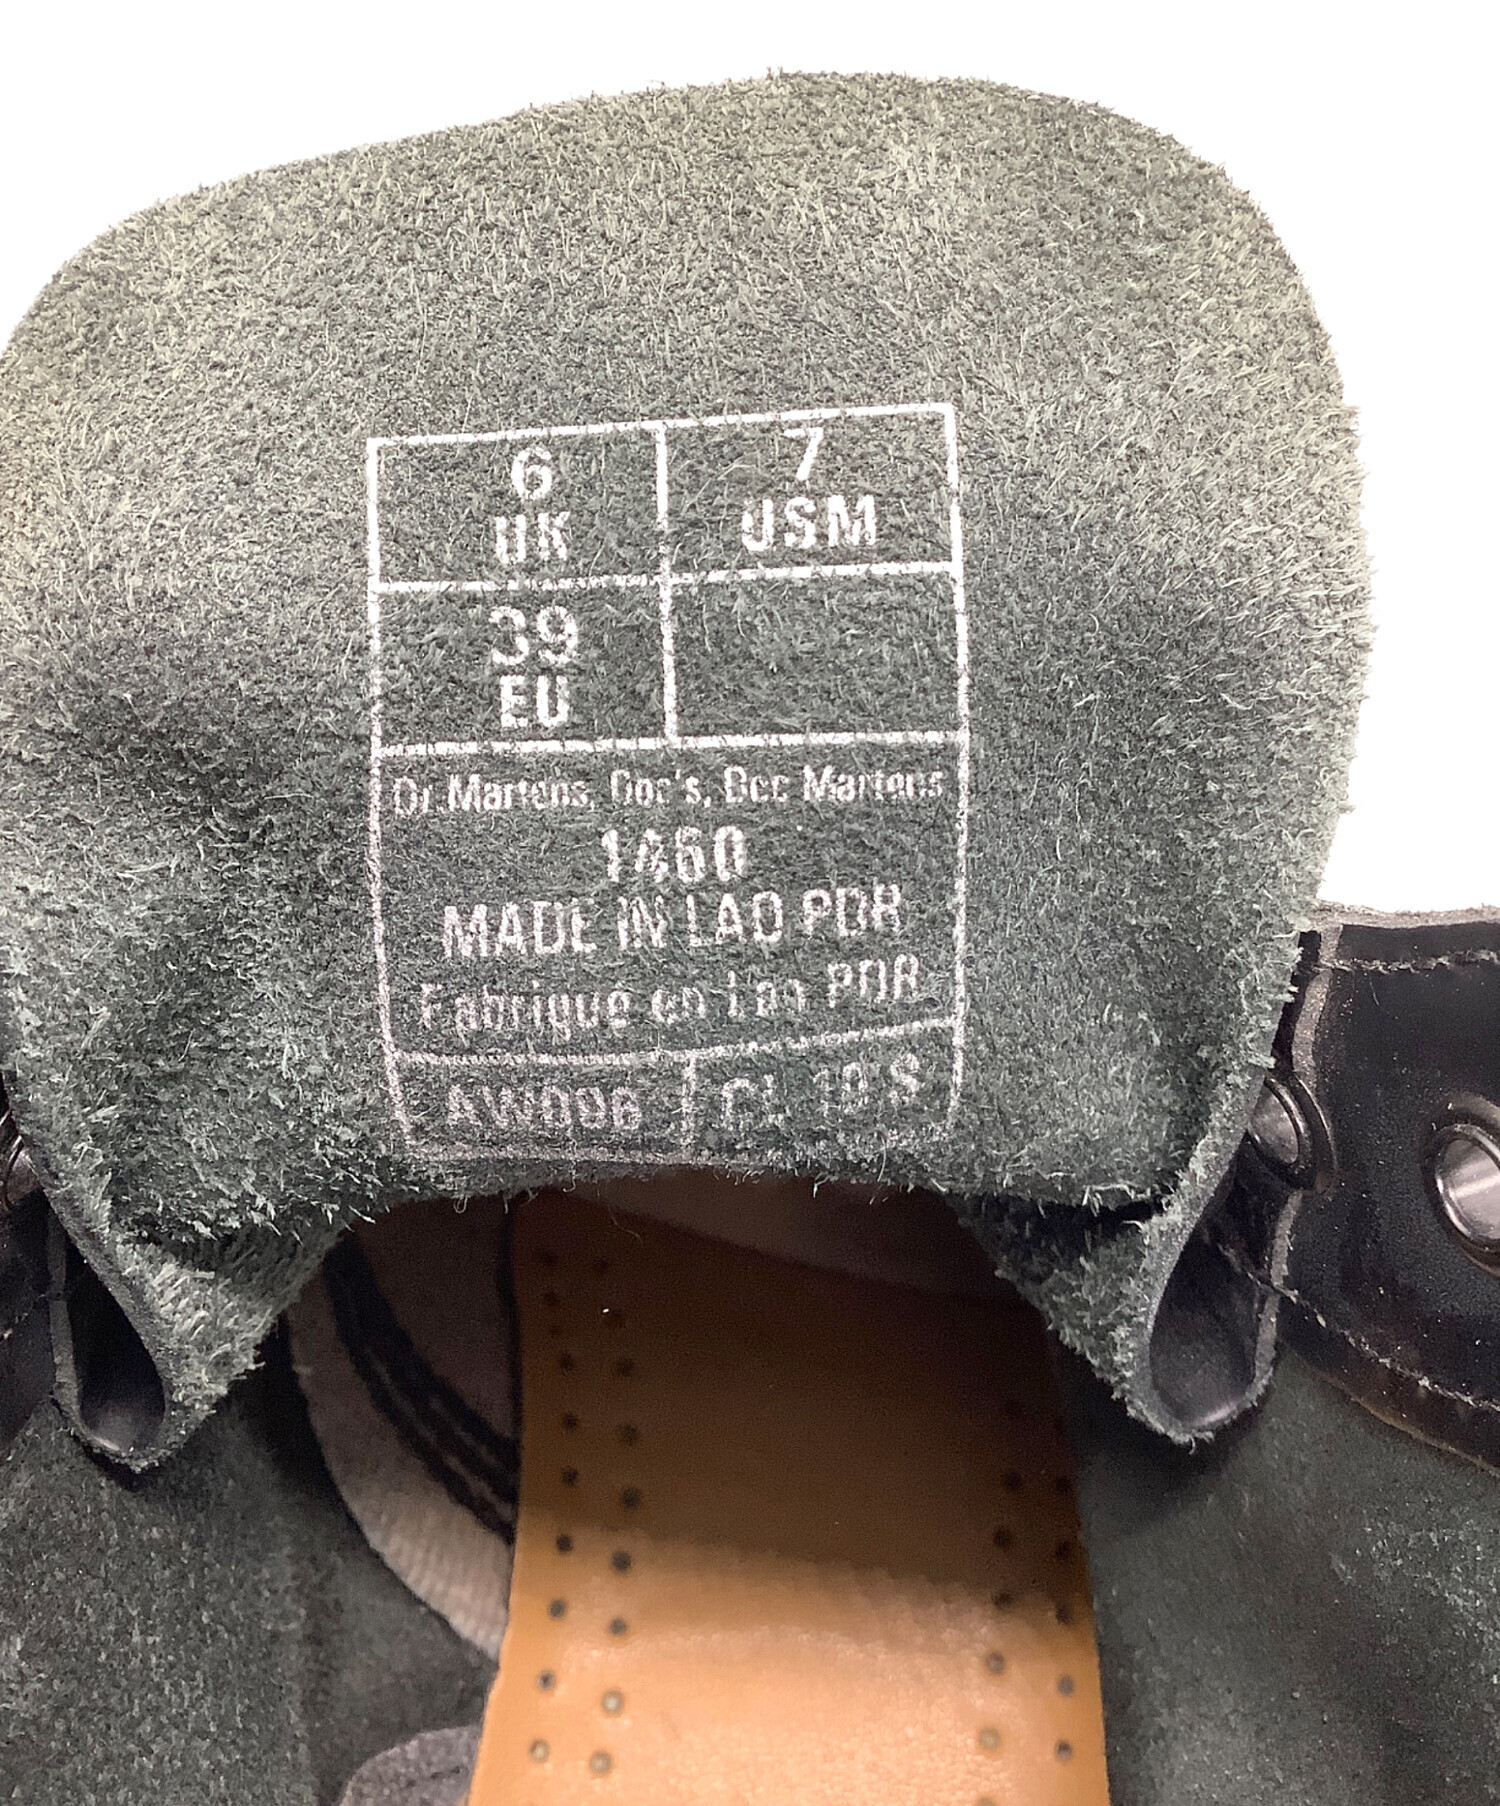 6
UK
7
USM
39
EU
Dr. Martens, Doc's, Doc Martens
1460
MADE IN LAO PDR
Fabrique en Lao PDR
AW006